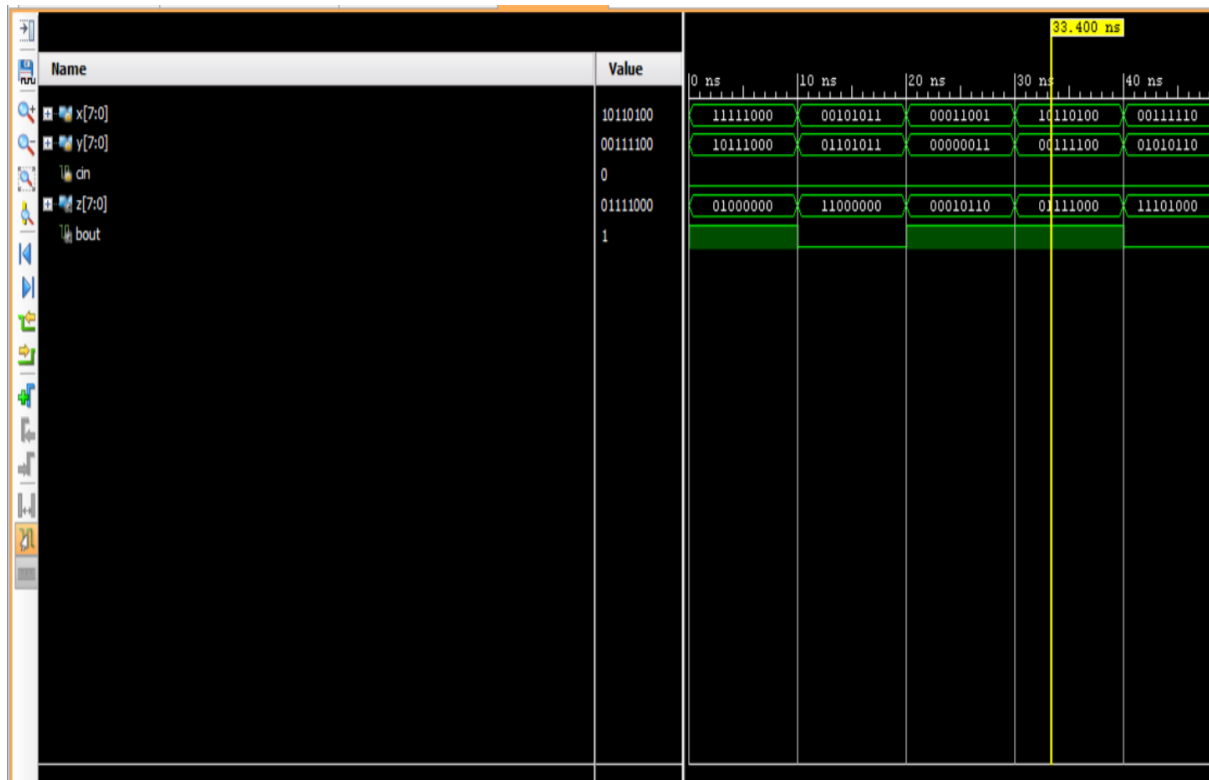 33.400 ns
Name Value
0 ns 10 ns 20 ns 30 ns 40 ns
x[7:0] 10110100 11111000 00101011 00011001 10110100 00111110
y[7:0] 00111100 10111000 01101011 00000011 00111100 01010110
cin 0
z[7:0] 01111000 01000000 11000000 00010110 01111000 11101000
bout 1